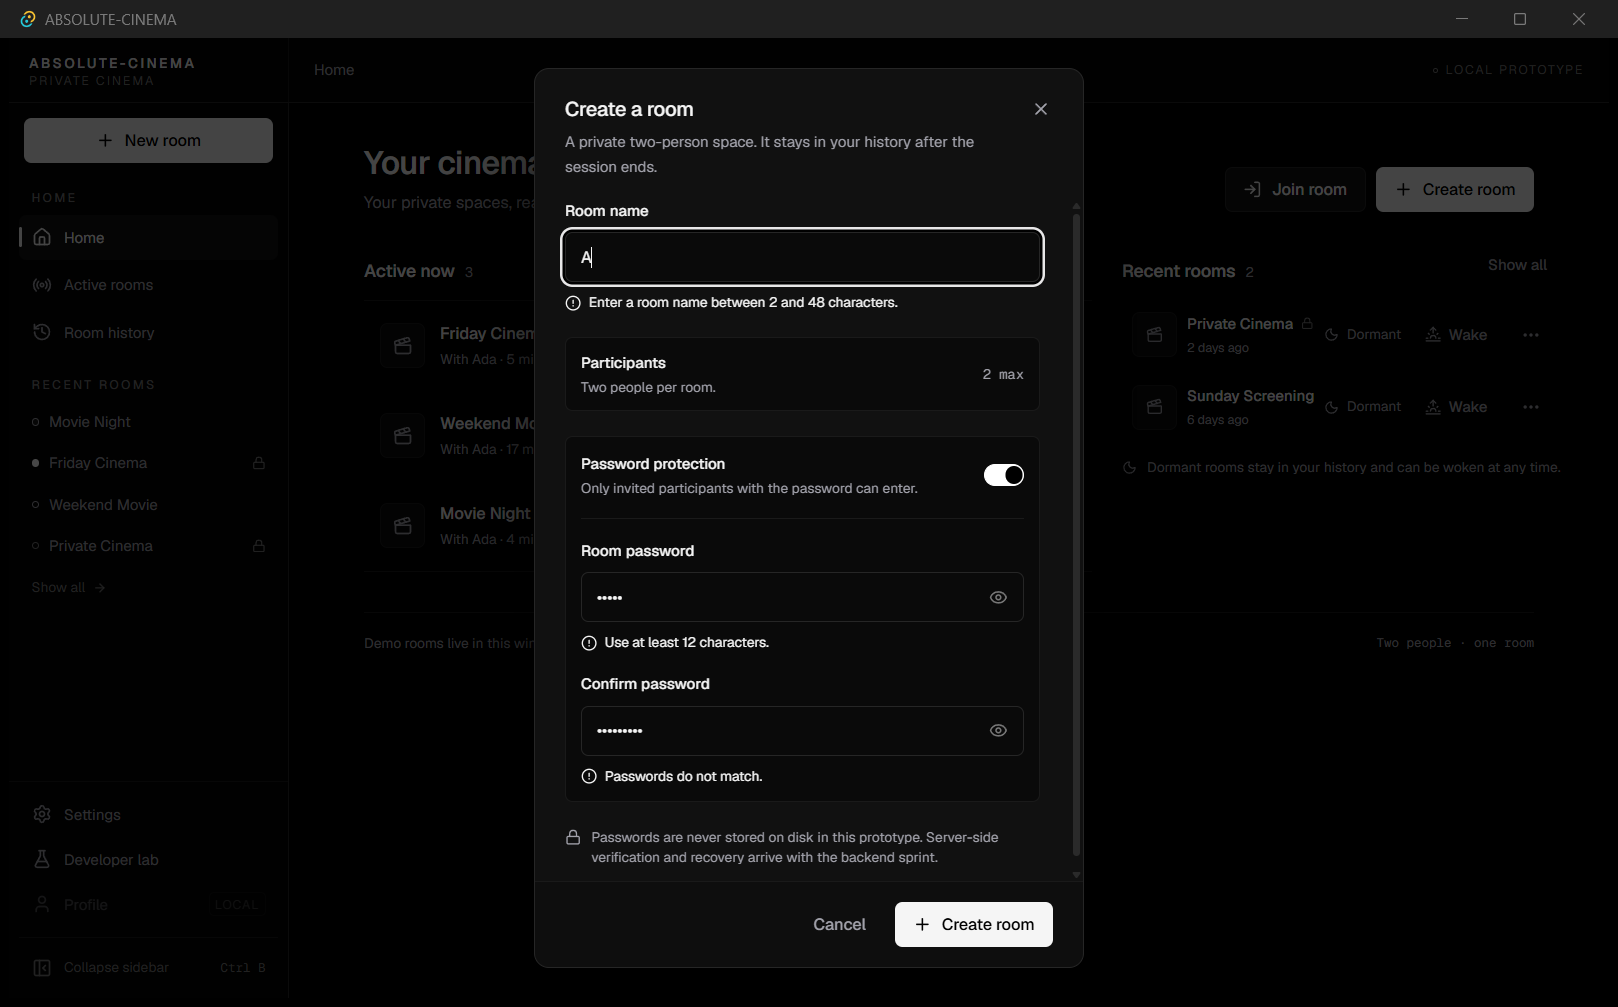 ABSOLUTE-CINEMA
ABSOLUTE-CINEMA
PRIVATE CINEMA
New room
HOME
Home
Active rooms
Room history
RECENT ROOMS
Movie Night
Friday Cinema
Weekend Movie
Private Cinema
Show all
Settings
Developer lab
Profile LOCAL
Collapse sidebar Ctrl B
Home
LOCAL PROTOTYPE
Your cinema
Your private spaces, rea
Join room
Create room
Active now 3
Friday Cinem
With Ada · 5 mi
Weekend Mo
With Ada · 17 m
Movie Night
With Ada · 4 mi
Recent rooms 2
Show all
Private Cinema
2 days ago
Dormant
Wake
Sunday Screening
6 days ago
Dormant
Wake
Dormant rooms stay in your history and can be woken at any time.
Demo rooms live in this win
Two people · one room
Create a room
A private two-person space. It stays in your history after the
session ends.
Room name
A
Enter a room name between 2 and 48 characters.
Participants
Two people per room.
2 max
Password protection
Only invited participants with the password can enter.
Room password
•••••
Use at least 12 characters.
Confirm password
•••••••••
Passwords do not match.
Passwords are never stored on disk in this prototype. Server-side
verification and recovery arrive with the backend sprint.
Cancel
Create room